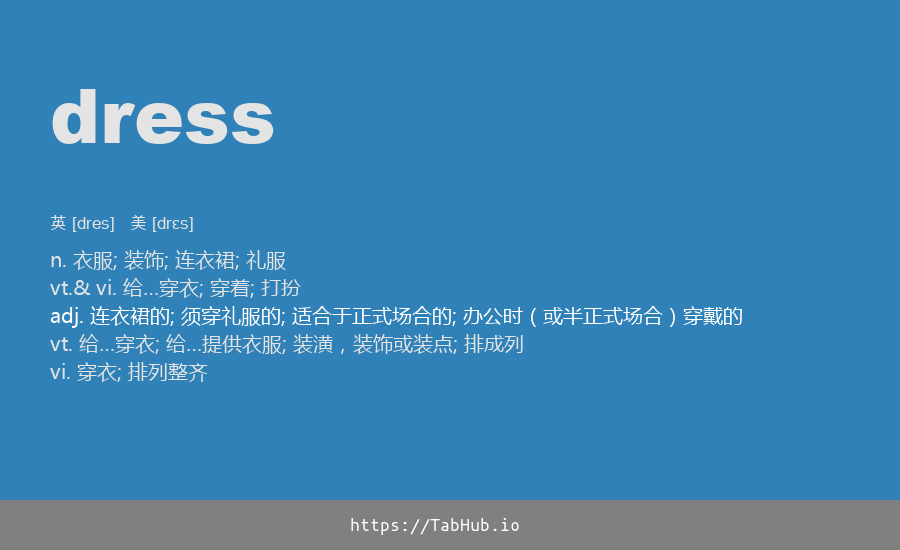 dress
英 [dres] 美 [drɛs]
n. 衣服; 装饰; 连衣裙; 礼服
vt.& vi. 给…穿衣; 穿着; 打扮
adj. 连衣裙的; 须穿礼服的; 适合于正式场合的; 办公时（或半正式场合）穿戴的
vt. 给…穿衣; 给…提供衣服; 装潢，装饰或装点; 排成列
vi. 穿衣; 排列整齐
https://TabHub.io